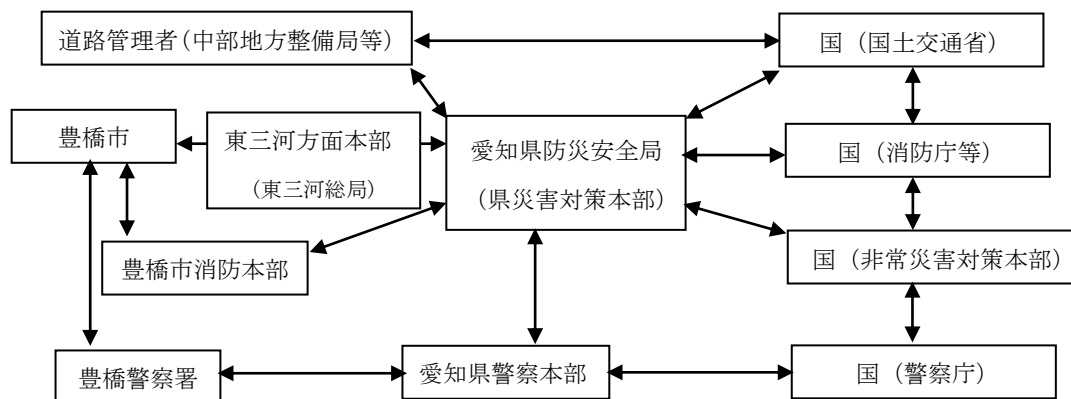 道路管理者(中部地方整備局等)
国（国土交通省）
豊橋市
東三河方面本部
（東三河総局）
愛知県防災安全局
（県災害対策本部）
国（消防庁等）
豊橋市消防本部
国（非常災害対策本部）
豊橋警察署
愛知県警察本部
国（警察庁）